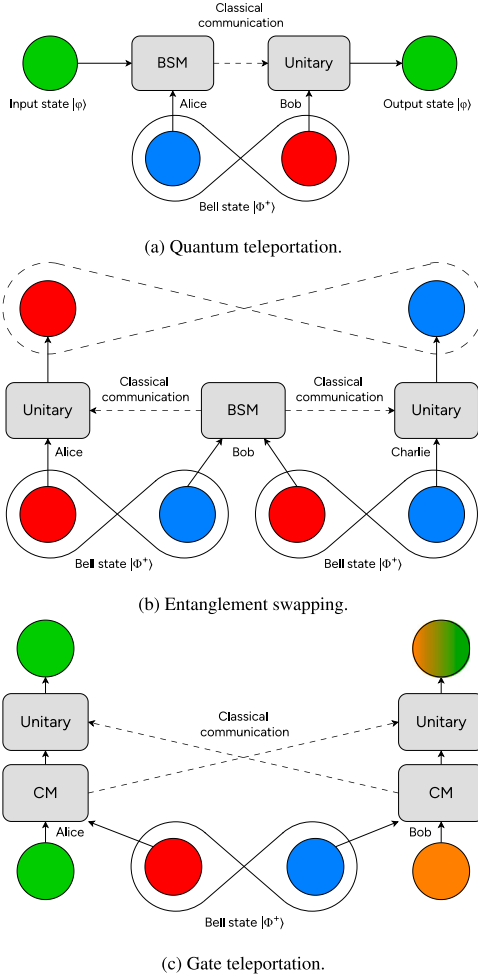 Classical
communication
BSM
Unitary
Input state |φ⟩
Alice
Bob
Output state |φ⟩
Bell state |Φ⁺⟩
(a) Quantum teleportation.
Classical
communication
Classical
communication
Unitary
BSM
Unitary
Alice
Bob
Charlie
Bell state |Φ⁺⟩
Bell state |Φ⁺⟩
(b) Entanglement swapping.
Unitary
Classical
communication
Unitary
CM
CM
Alice
Bob
Bell state |Φ⁺⟩
(c) Gate teleportation.